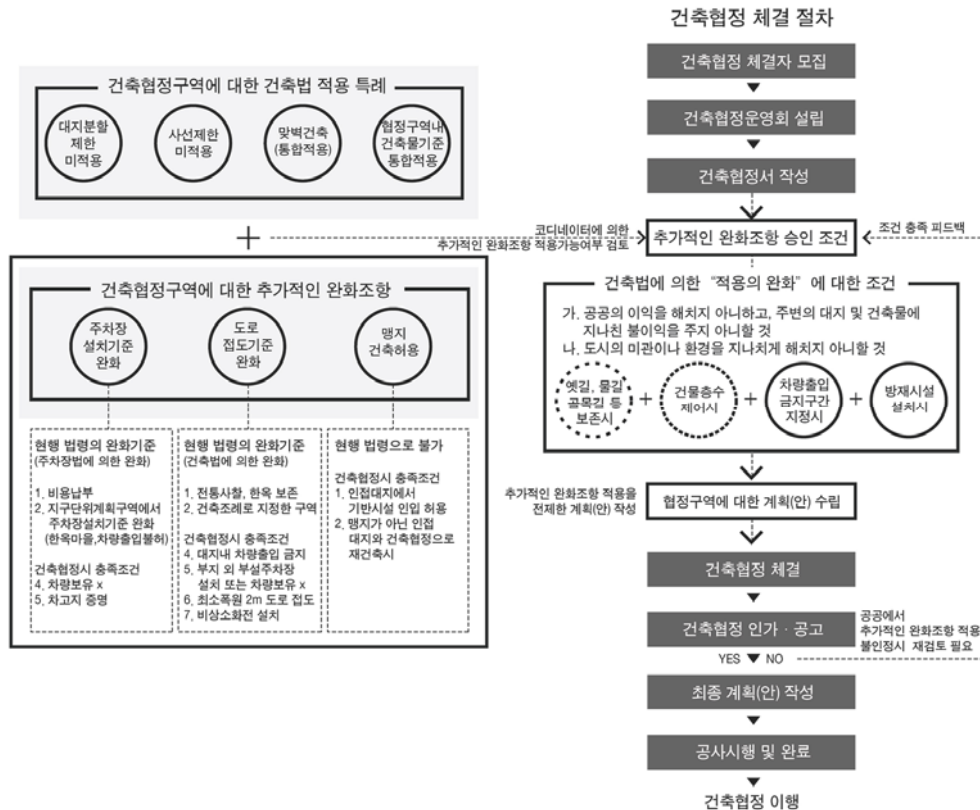 건축협정구역에 대한 건축법 적용 특례
대지분할
제한
미적용
사선제한
미적용
맞벽건축
(통합적용)
협정구역내
건축물기준
통합적용
+
건축협정구역에 대한 추가적인 완화조항
주차장
설치기준
완화
도로
접도기준
완화
맹지
건축허용
현행 법령의 완화기준
(주차장법에 의한 완화)
1. 비용납부
2. 지구단위계획구역에서
주차장설치기준 완화
(한옥마을,차량출입불허)
건축협정시 충족조건
4. 차량보유 x
5. 차고지 증명
현행 법령의 완화기준
(건축법에 의한 완화)
1. 전통사찰, 한옥 보존
2. 건축조례로 지정한 구역
건축협정시 충족조건
4. 대지내 차량출입 금지
5. 부지 외 부설주차장
설치 또는 차량보유 x
6. 최소폭원 2m 도로 접도
7. 비상소화전 설치
현행 법령으로 불가
건축협정시 충족조건
1. 인접대지에서
기반시설 인입 허용
2. 맹지가 아닌 인접
대지와 건축협정으로
재건축시
건축협정 체결 절차
건축협정 체결자 모집
건축협정운영회 설립
건축협정서 작성
코디네이터에 의한
추가적인 완화조항 적용가능여부 검토
추가적인 완화조항 승인 조건
조건 충족 피드백
건축법에 의한 “적용의 완화” 에 대한 조건
가. 공공의 이익을 해치지 아니하고, 주변의 대지 및 건축물에
지나친 불이익을 주지 아니할 것
나. 도시의 미관이나 환경을 지나치게 해치지 아니할 것
옛길, 물길
골목길 등
보존시
+
건물층수
제어시
+
차량출입
금지구간
지정시
+
방재시설
설치시
추가적인 완화조항 적용을
전제한 계획(안) 작성
협정구역에 대한 계획(안) 수립
건축협정 체결
건축협정 인가 · 공고
공공에서
추가적인 완화조항 적용
불인정시 재검토 필요
YES NO
최종 계획(안) 작성
공사시행 및 완료
건축협정 이행